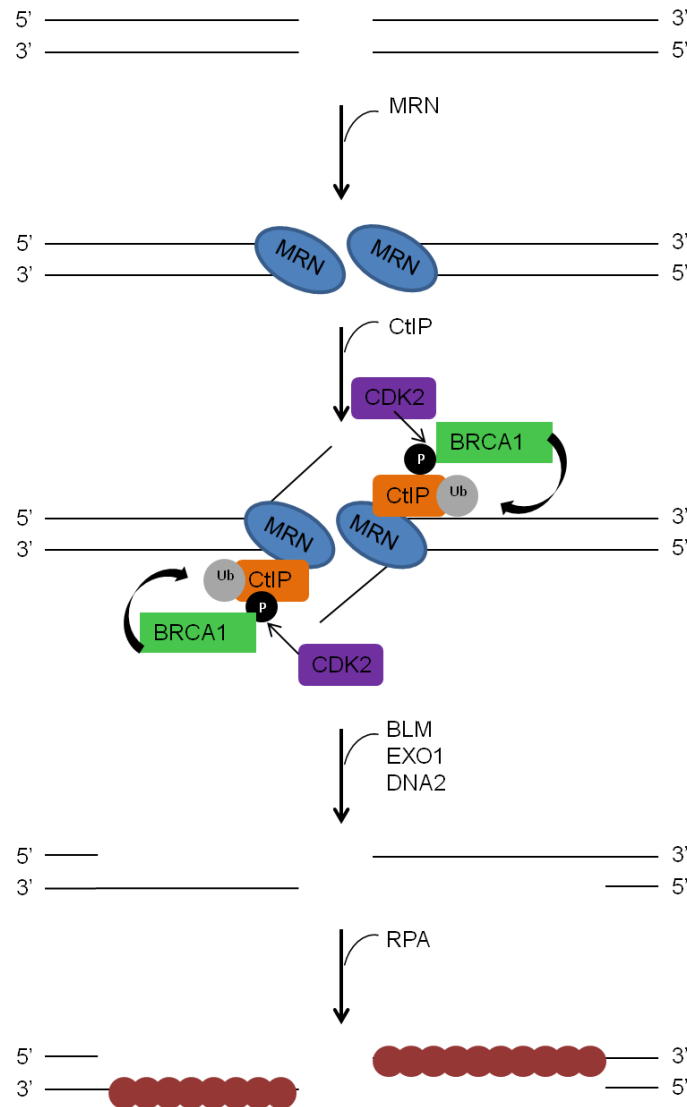 5’ 3’
3’ 5’
MRN
5’ MRN MRN 3’
3’ 5’
CtIP
CDK2
BRCA1
P
CtIP Ub
5’ MRN MRN 3’
3’ 5’
Ub CtIP
P
BRCA1
CDK2
BLM
EXO1
DNA2
5’ 3’
3’ 5’
RPA
5’ 3’
3’ 5’